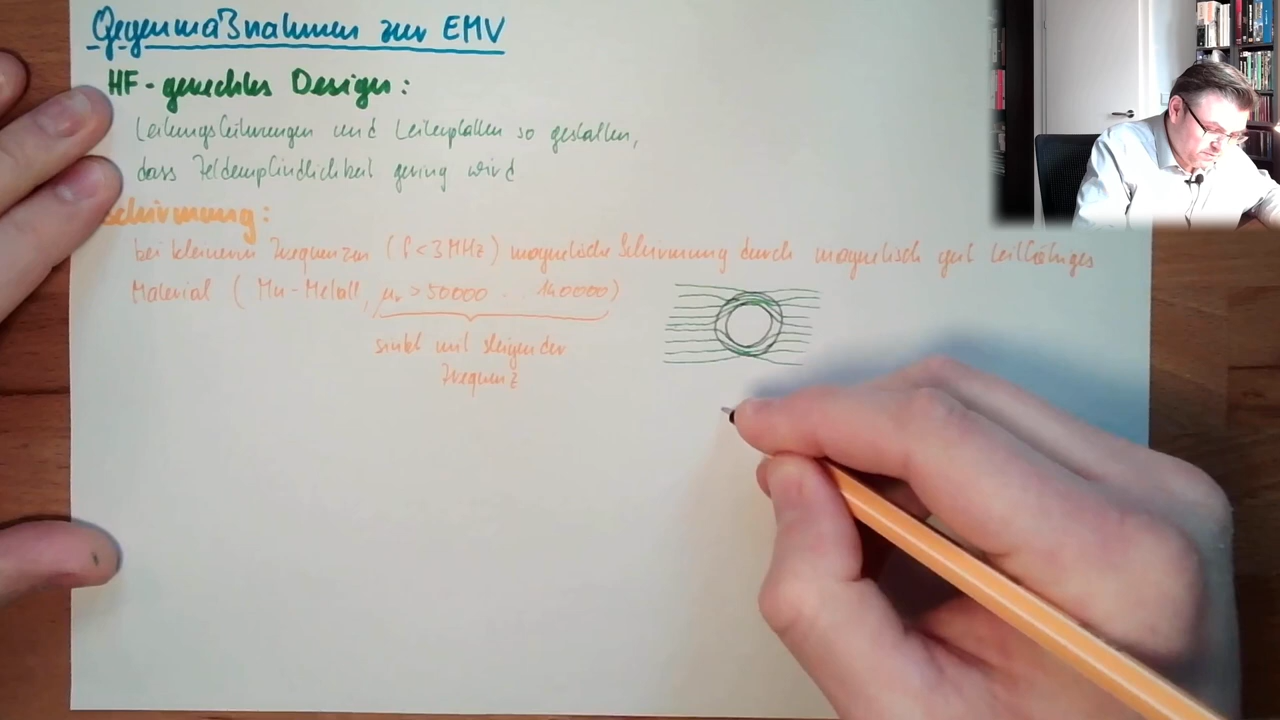 Gegenmaßnahmen zur EMV
HF-gerechtes Design:
Leitungsführungen und Leiterplatten so gestalten,
dass Feldempfindlichkeit gering wird
Schirmung:
bei kleinen Frequenzen (f < 3 MHz) magnetische Schirmung durch magnetisch gut leitfähiges
Material (Mu-Metall, μr > 50000 .. 140000)
sinkt mit steigender
Frequenz